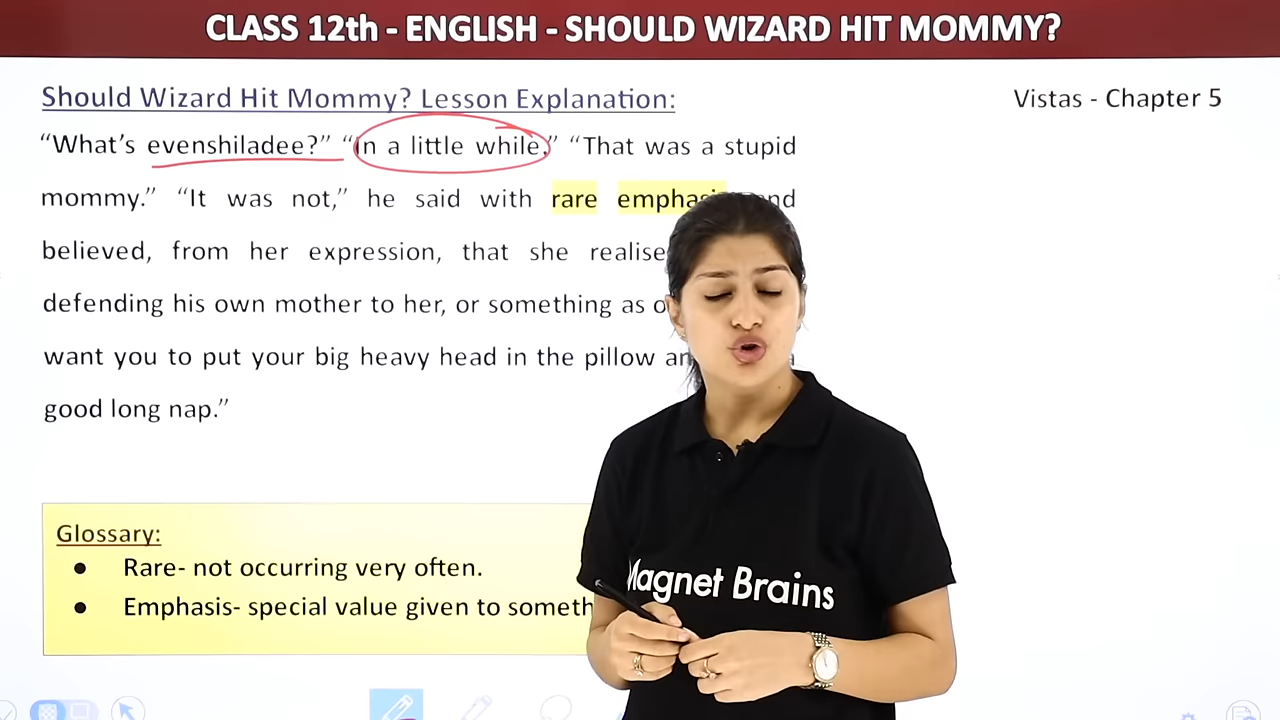 CLASS 12th - ENGLISH - SHOULD WIZARD HIT MOMMY?
Should Wizard Hit Mommy? Lesson Explanation:
Vistas - Chapter 5
“What’s evenshiladee?” “In a little while.” “That was a stupid
mommy.” “It was not,” he said with rare emphasis and
believed, from her expression, that she realise
defending his own mother to her, or something as o
want you to put your big heavy head in the pillow an a
good long nap.”
Glossary:
● Rare- not occurring very often.
● Emphasis- special value given to someth
Magnet Brains